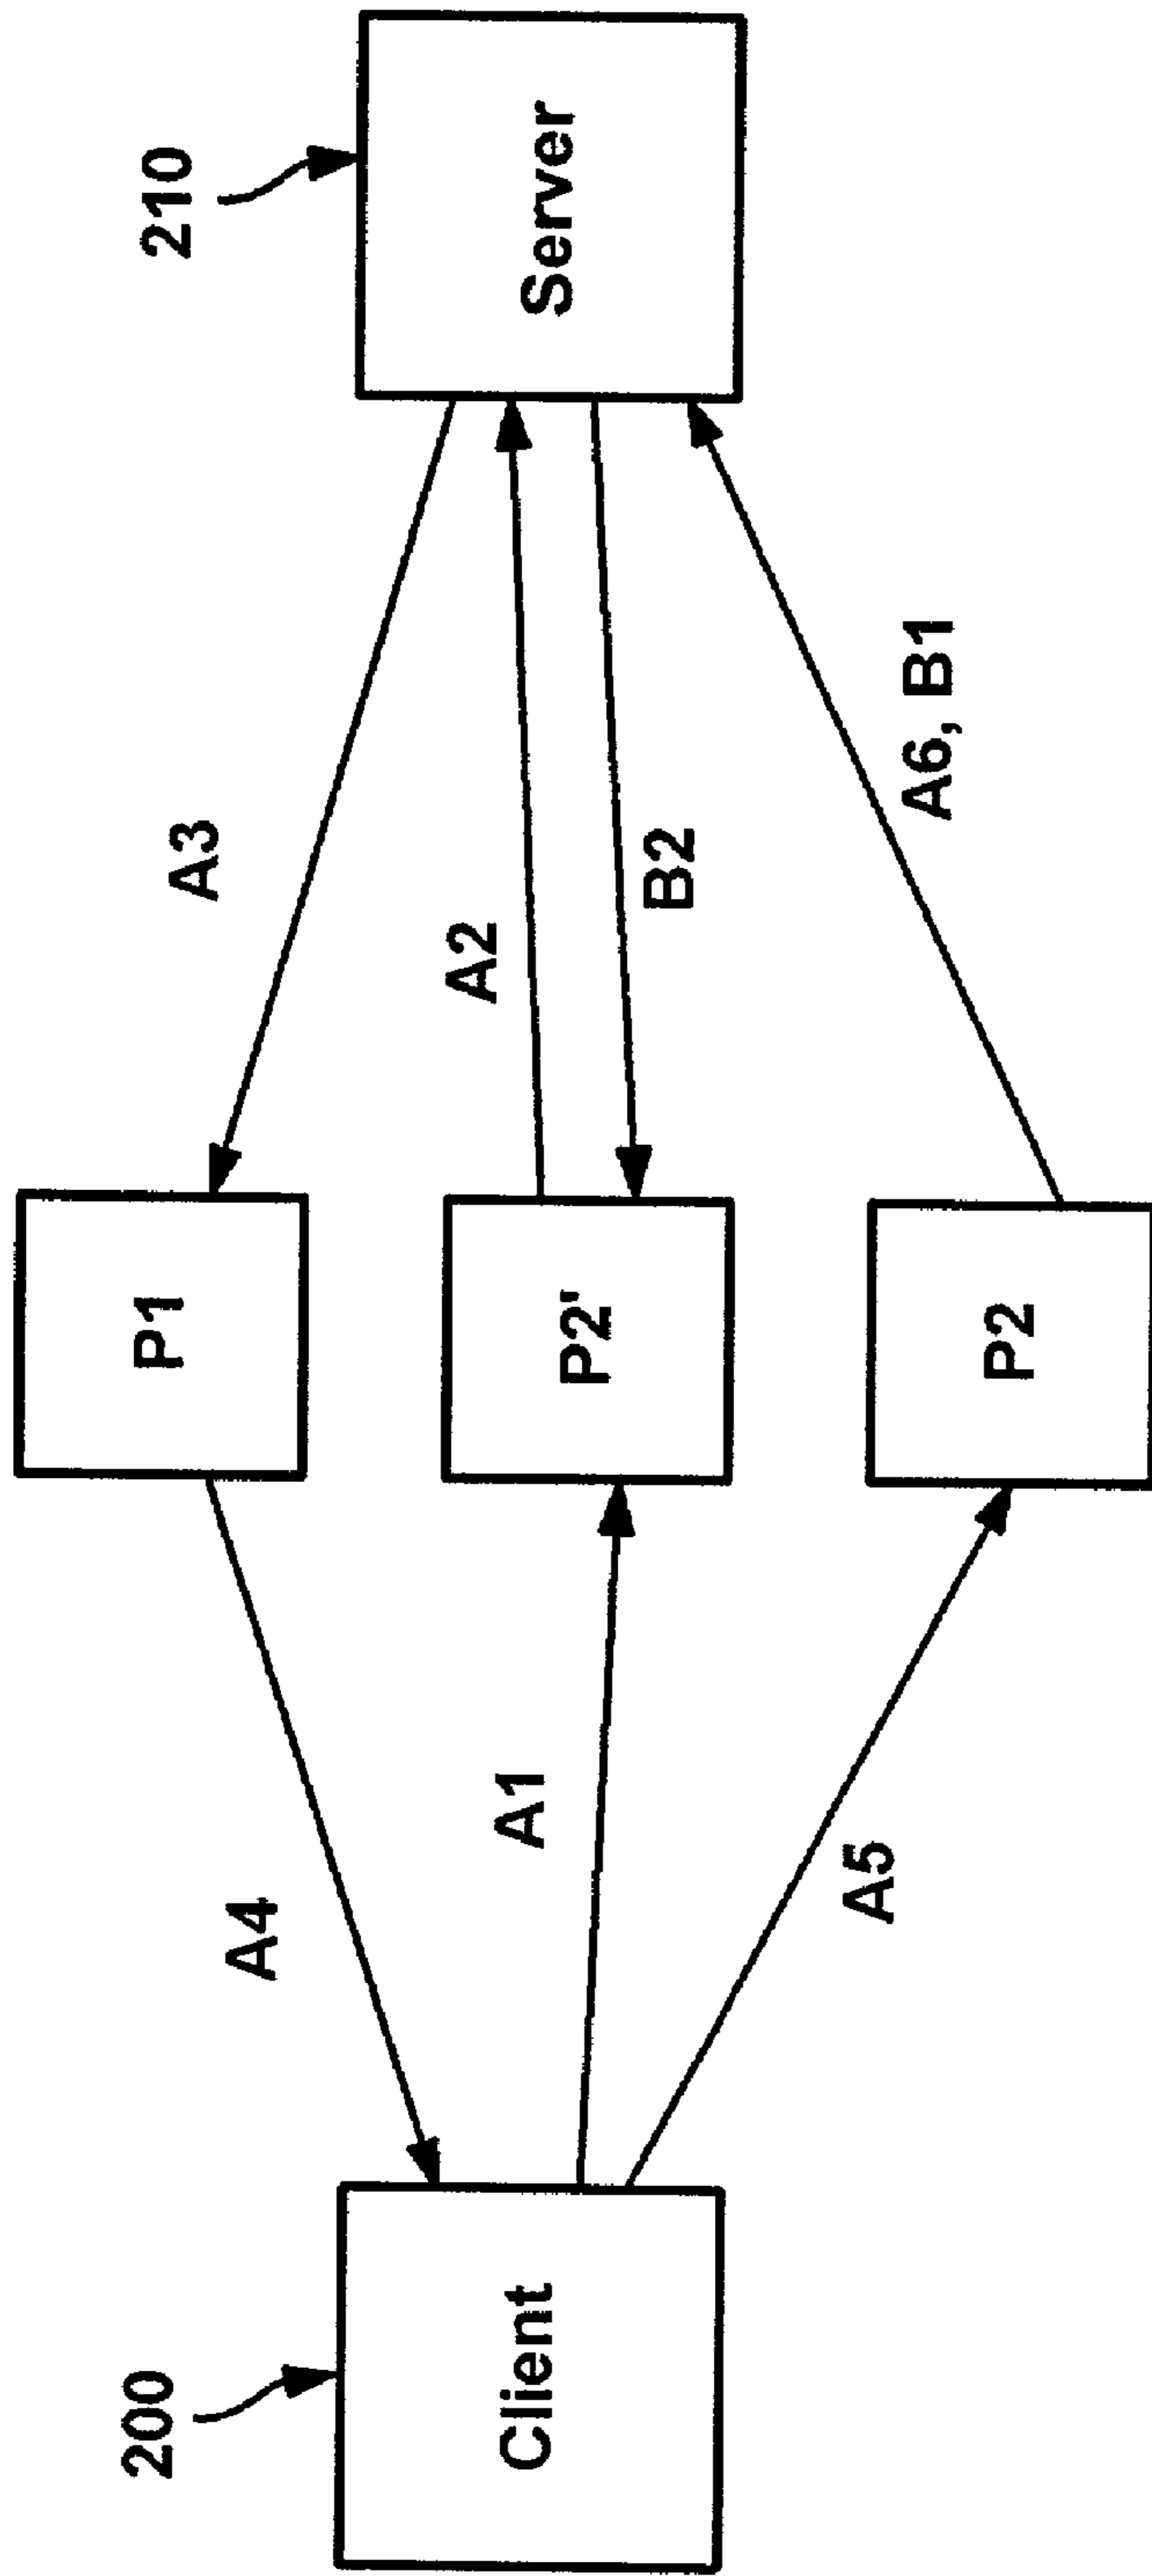 200
Client
A4
A1
A5
P1
P2'
P2
A3
A2
B2
A6, B1
210
Server